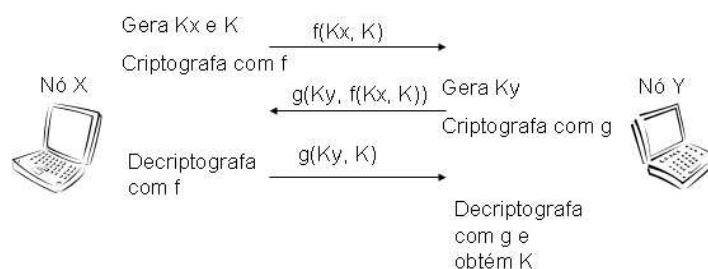 Gera Kx e K
f(Kx, K)
Criptografa com f
Nó X
g(Ky, f(Kx, K))
Gera Ky
Nó Y
Criptografa com g
Decriptografa
com f
g(Ky, K)
Decriptografa
com g e
obtém K